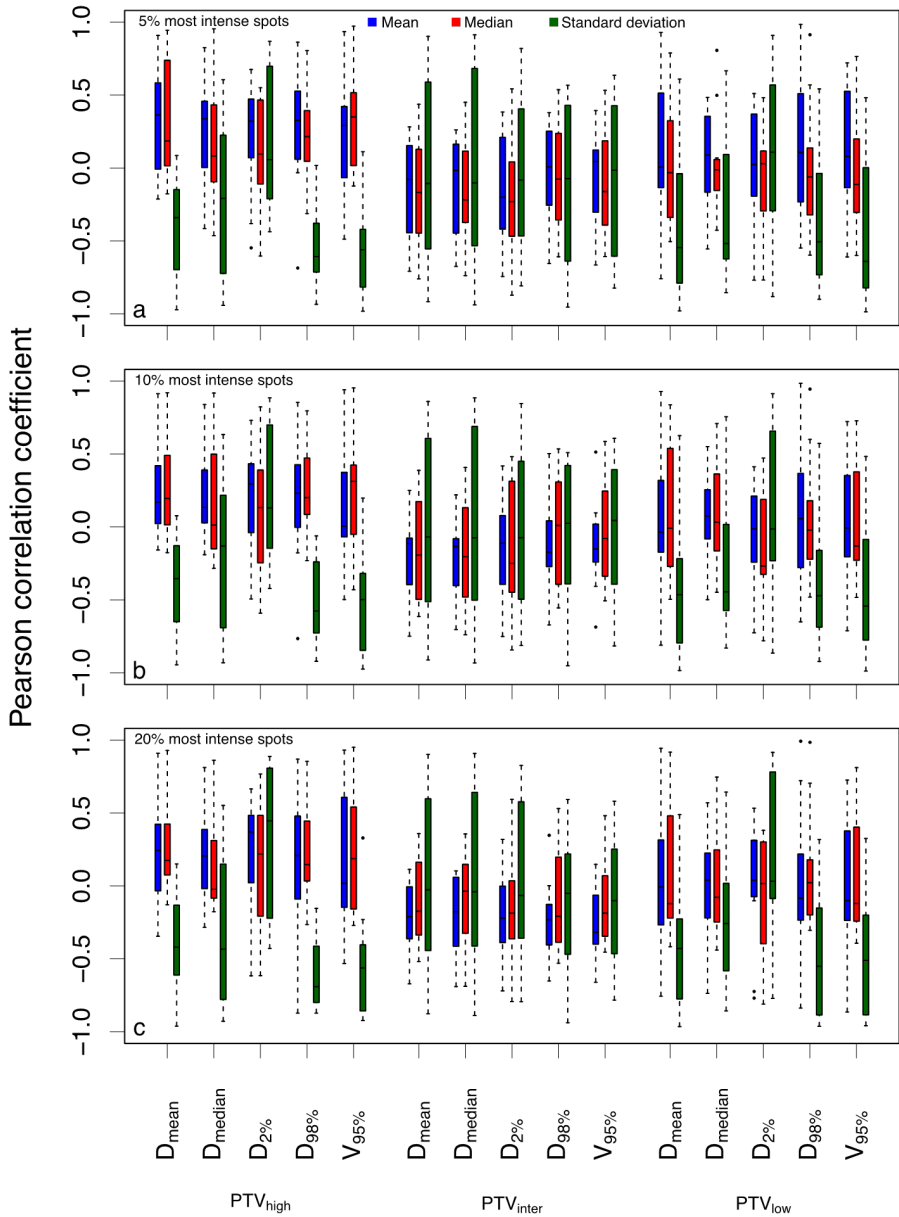 5% most intense spots
Mean
Median
Standard deviation
1.0
0.5
0.0
−0.5
−1.0
a
10% most intense spots
1.0
0.5
0.0
−0.5
−1.0
b
20% most intense spots
1.0
0.5
0.0
−0.5
−1.0
c
Pearson correlation coefficient
Dmean
Dmedian
D2%
D98%
V95%
Dmean
Dmedian
D2%
D98%
V95%
Dmean
Dmedian
D2%
D98%
V95%
PTVhigh
PTVinter
PTVlow